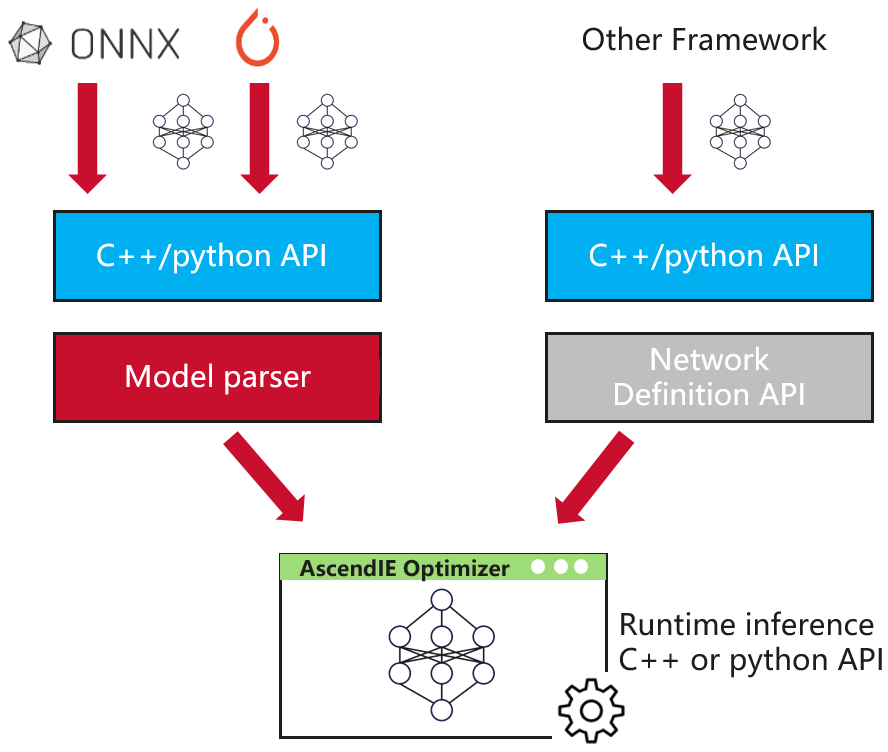 ONNX
Other Framework
C++/python API
C++/python API
Model parser
Network
Definition API
AscendIE Optimizer
Runtime inference
C++ or python API